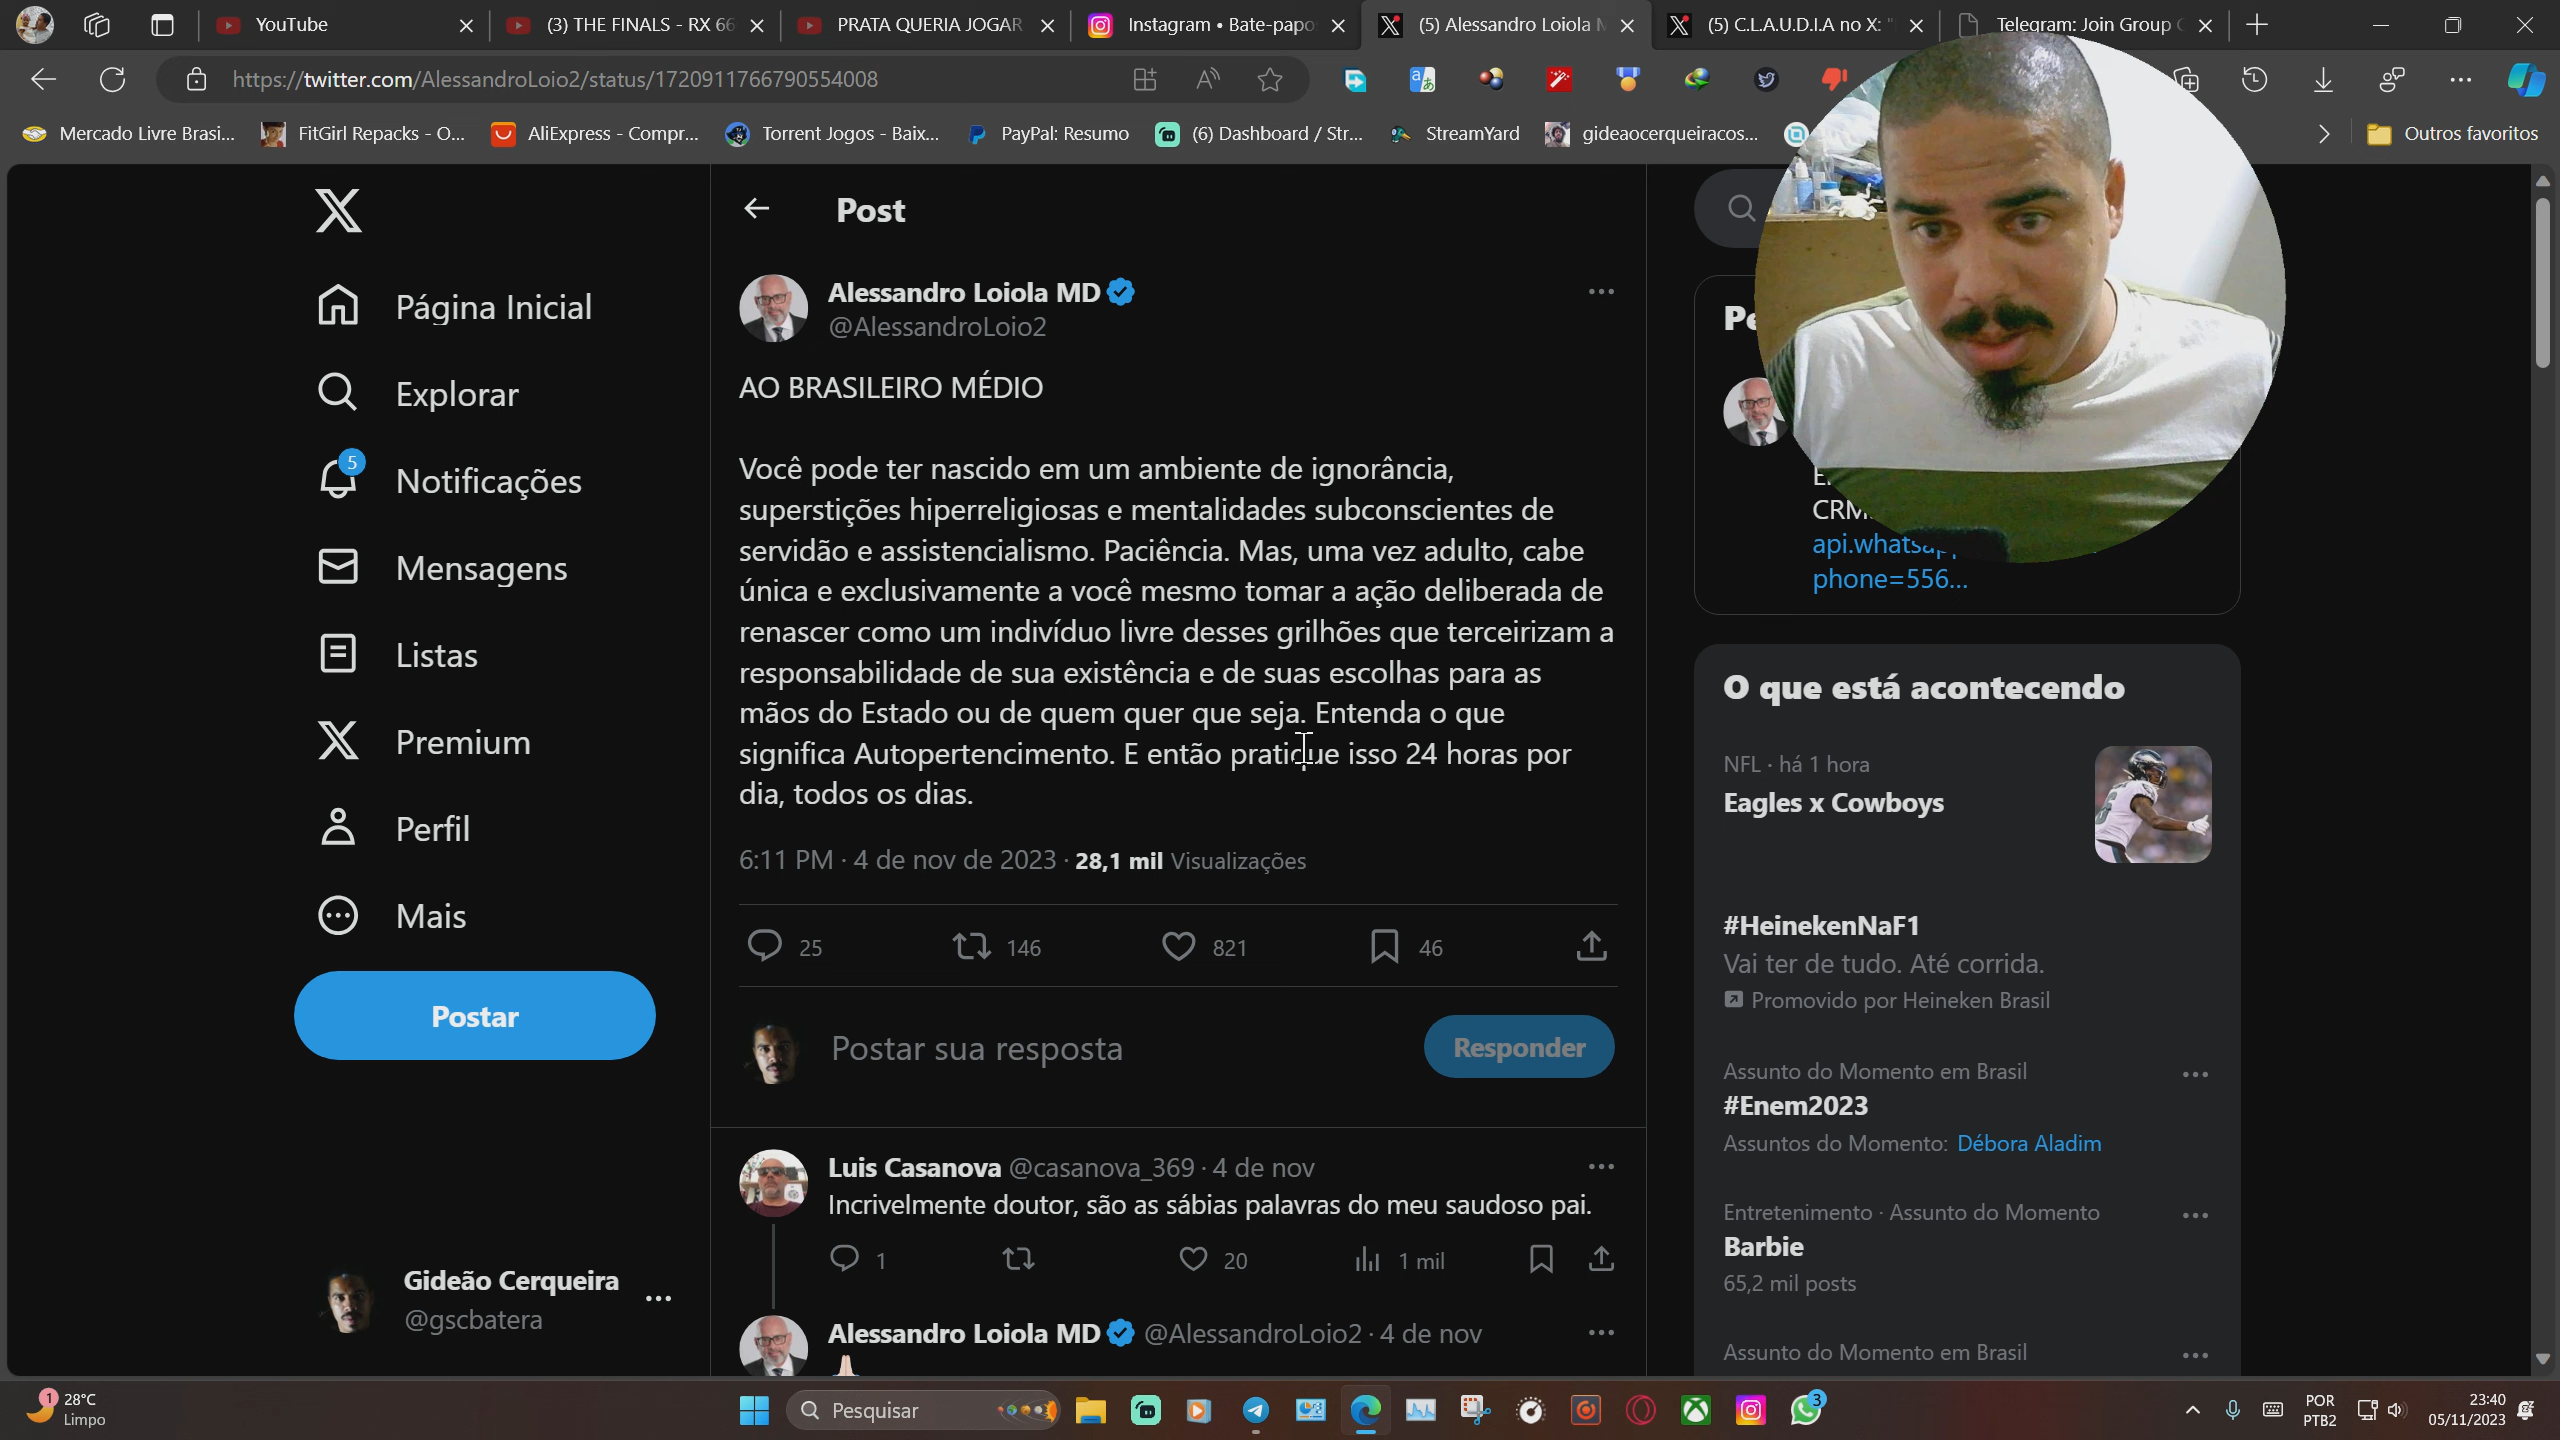 YouTube
(3) THE FINALS - RX 66
PRATA QUERIA JOGAR
Instagram • Bate-papo
(5) Alessandro Loiola M
(5) C.L.A.U.D.I.A no X: "
Telegram: Join Group C
https://twitter.com/AlessandroLoio2/status/1720911766790554008
Mercado Livre Brasi...
FitGirl Repacks - O...
AliExpress - Compr...
Torrent Jogos - Baix...
PayPal: Resumo
(6) Dashboard / Str...
StreamYard
gideaocerqueiracos...
Outros favoritos
Página Inicial
Explorar
5
Notificações
Mensagens
Listas
Premium
Perfil
Mais
Postar
Gideão Cerqueira
@gscbatera
Post
Alessandro Loiola MD
@AlessandroLoio2
AO BRASILEIRO MÉDIO
Você pode ter nascido em um ambiente de ignorância,
superstições hiperreligiosas e mentalidades subconscientes de
servidão e assistencialismo. Paciência. Mas, uma vez adulto, cabe
única e exclusivamente a você mesmo tomar a ação deliberada de
renascer como um indivíduo livre desses grilhões que terceirizam a
responsabilidade de sua existência e de suas escolhas para as
mãos do Estado ou de quem quer que seja. Entenda o que
significa Autopertencimento. E então pratique isso 24 horas por
dia, todos os dias.
6:11 PM · 4 de nov de 2023 · 28,1 mil Visualizações
25 146 821 46
Postar sua resposta
Responder
Luis Casanova @casanova_369 · 4 de nov
Incrivelmente doutor, são as sábias palavras do meu saudoso pai.
1 20 1 mil
Alessandro Loiola MD @AlessandroLoio2 · 4 de nov
Pe
CRM
api.whatsapp
phone=556...
O que está acontecendo
NFL · há 1 hora
Eagles x Cowboys
#HeinekenNaF1
Vai ter de tudo. Até corrida.
Promovido por Heineken Brasil
Assunto do Momento em Brasil
#Enem2023
Assuntos do Momento: Débora Aladim
Entretenimento · Assunto do Momento
Barbie
65,2 mil posts
Assunto do Momento em Brasil
1
28°C
Limpo
Pesquisar
3
POR
PTB2
23:40
05/11/2023